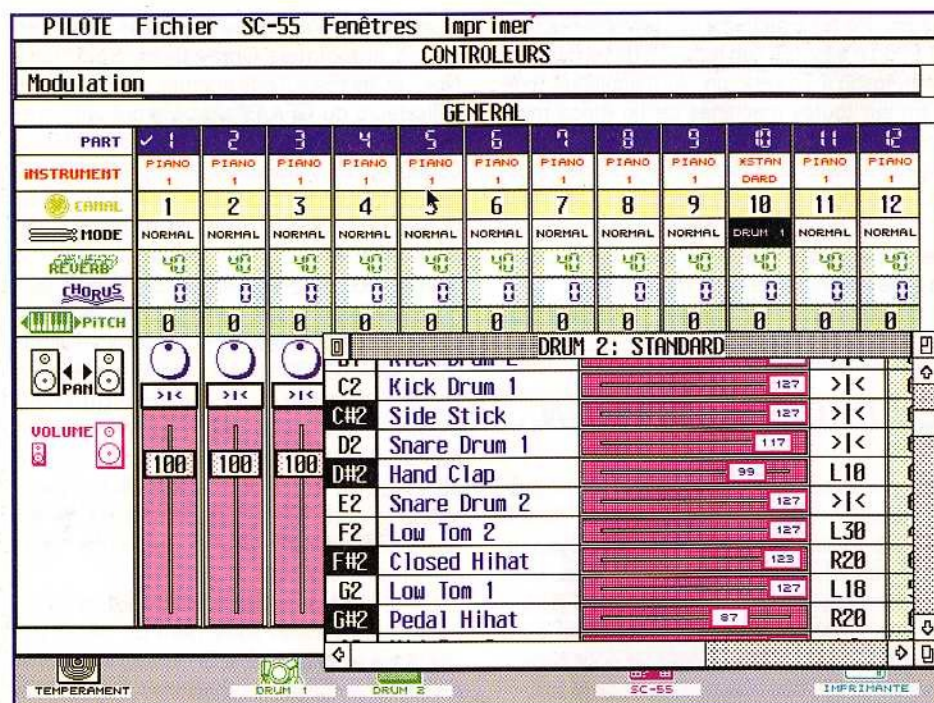 PILOTE Fichier SC-55 Fenêtres Imprimer
CONTROLEURS
Modulation
GENERAL
PART ✓ 1 2 3 4 5 6 7 8 9 10 11 12
INSTRUMENT PIANO 1 PIANO 1 PIANO 1 PIANO 1 PIANO 1 PIANO 1 PIANO 1 PIANO 1 PIANO 1 *STANDARD PIANO 1 PIANO 1
CANAL 1 2 3 4 5 6 7 8 9 10 11 12
MODE NORMAL NORMAL NORMAL NORMAL NORMAL NORMAL NORMAL NORMAL NORMAL DRUM 1 NORMAL NORMAL
REVERB 40 40 40 40 40 40 40 40 40 40 40 40
CHORUS 0 0 0 0 0 0 0 0 0 0 0 0
PITCH 0 0 0 0 0 0 0 0 0 0 0 0
PAN >|< >|< >|<
VOLUME 100 100 100
DRUM 2: STANDARD
C2 Kick Drum 1 127 >|<
C#2 Side Stick 127 >|<
D2 Snare Drum 1 117 >|<
D#2 Hand Clap 99 L10
E2 Snare Drum 2 127 >|<
F2 Low Tom 2 127 L30
F#2 Closed Hihat 123 R20
G2 Low Tom 1 127 L18
G#2 Pedal Hihat 87 R20
TEMPERAMENT DRUM 1 DRUM 2 SC-55 IMPRIMANTE